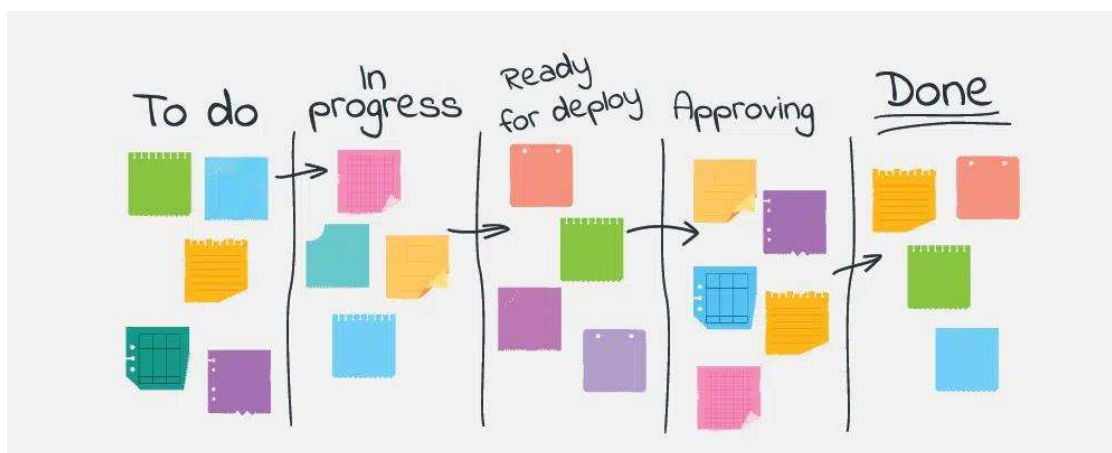 To do
In
progress
Ready
for deploy
Approving
Done